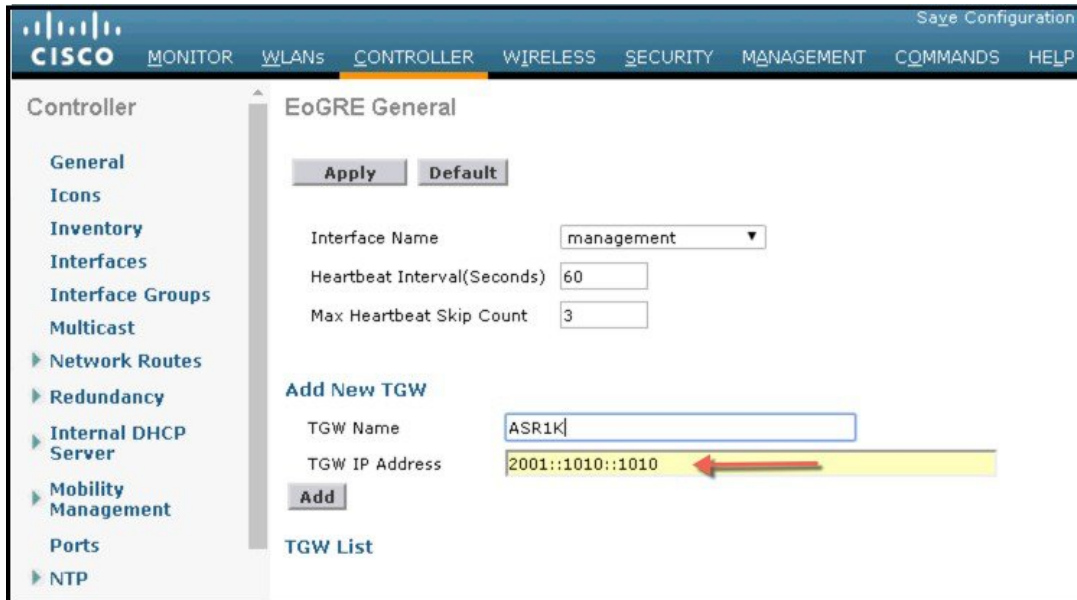 Save Configuration
CISCO MONITOR WLANs CONTROLLER WIRELESS SECURITY MANAGEMENT COMMANDS HELP
Controller
General
Icons
Inventory
Interfaces
Interface Groups
Multicast
Network Routes
Redundancy
Internal DHCP
Server
Mobility
Management
Ports
NTP
EoGRE General
Apply Default
Interface Name management
Heartbeat Interval(Seconds) 60
Max Heartbeat Skip Count 3
Add New TGW
TGW Name ASR1K
TGW IP Address 2001::1010::1010
Add
TGW List